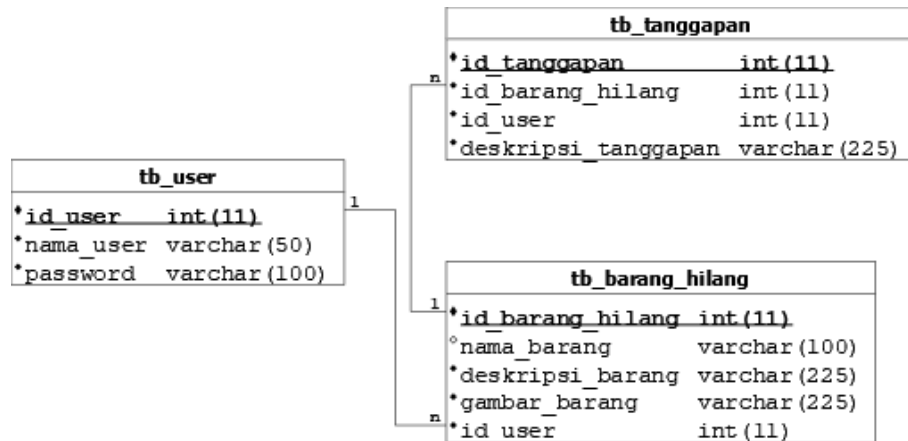 tb_tanggapan
id_tanggapan int(11)
id_barang_hilang int(11)
id_user int(11)
deskripsi_tanggapan varchar(225)
n
tb_user
id_user int(11)
nama_user varchar(50)
password varchar(100)
1
tb_barang_hilang
1
id_barang_hilang int(11)
nama_barang varchar(100)
deskripsi_barang varchar(225)
gambar_barang varchar(225)
id_user int(11)
n